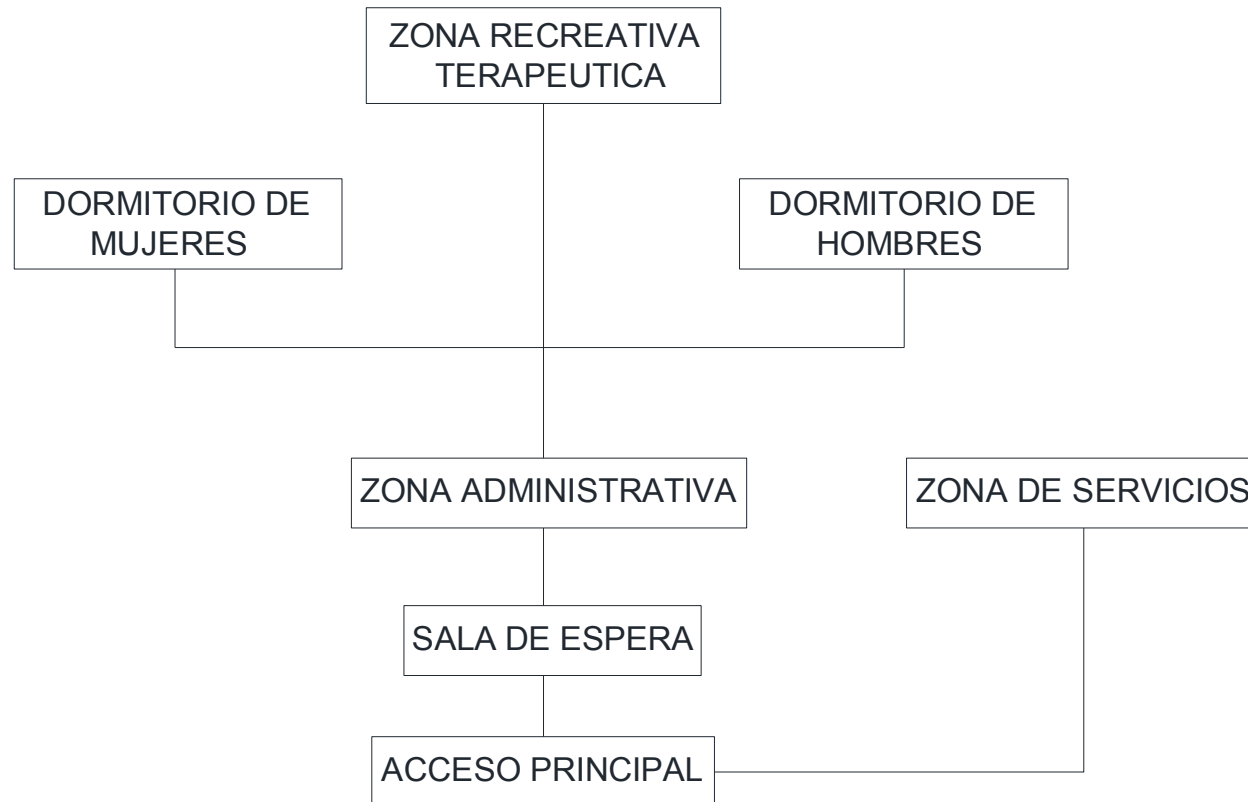 ZONA RECREATIVA
TERAPEUTICA
DORMITORIO DE
MUJERES
DORMITORIO DE
HOMBRES
ZONA ADMINISTRATIVA
ZONA DE SERVICIOS
SALA DE ESPERA
ACCESO PRINCIPAL